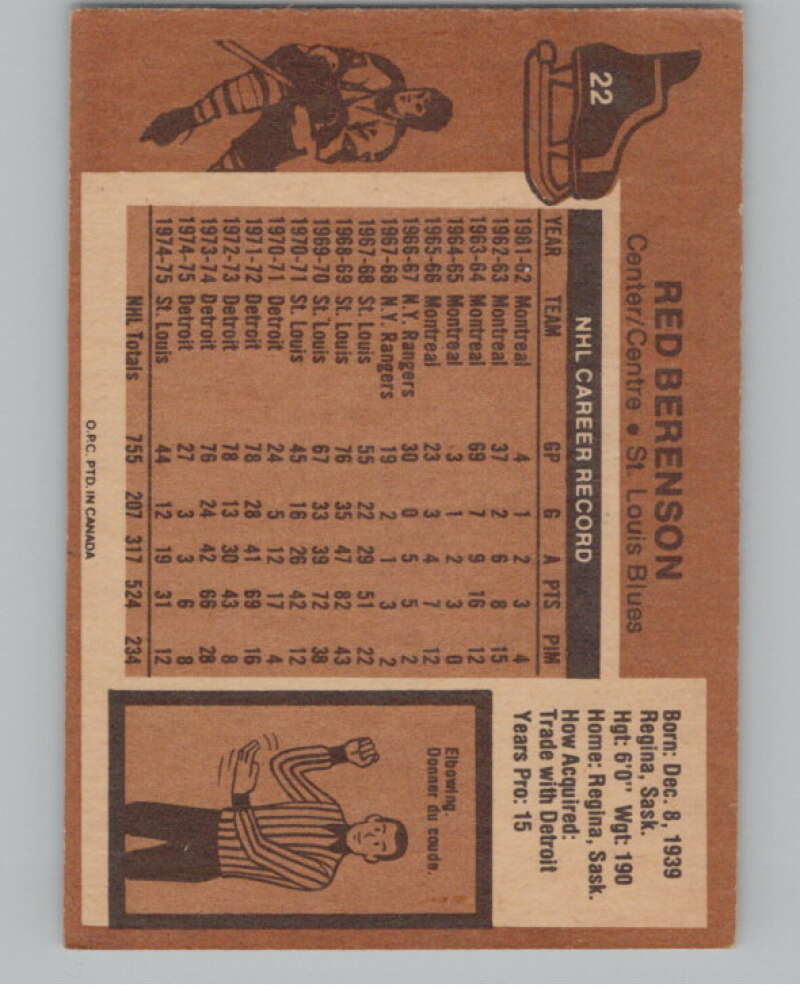 22
RED BERENSON
Center/Centre • St. Louis Blues
NHL CAREER RECORD
YEAR TEAM GP G A PTS PIM
1961-62 Montreal 4 1 2 3 4
1962-63 Montreal 37 2 6 8 15
1963-64 Montreal 69 7 9 16 12
1964-65 Montreal 3 1 2 3 0
1965-66 Montreal 23 3 4 7 12
1966-67 N.Y. Rangers 30 0 5 5 2
1967-68 N.Y. Rangers 19 2 1 3 2
1967-68 St. Louis 55 22 29 51 22
1968-69 St. Louis 76 35 47 82 43
1969-70 St. Louis 67 33 39 72 38
1970-71 St. Louis 45 16 26 42 12
1970-71 Detroit 24 5 12 17 4
1971-72 Detroit 78 28 41 69 16
1972-73 Detroit 78 13 30 43 8
1973-74 Detroit 76 24 42 66 28
1974-75 Detroit 27 3 3 6 8
1974-75 St. Louis 44 12 19 31 12
NHL Totals 755 207 317 524 234
O.P.C. PTD. IN CANADA
Born: Dec. 8, 1939
Regina, Sask.
Hgt: 6'0" Wgt: 190
Home: Regina, Sask.
How Acquired:
Trade with Detroit
Years Pro: 15
Elbowing.
Donner du coude.